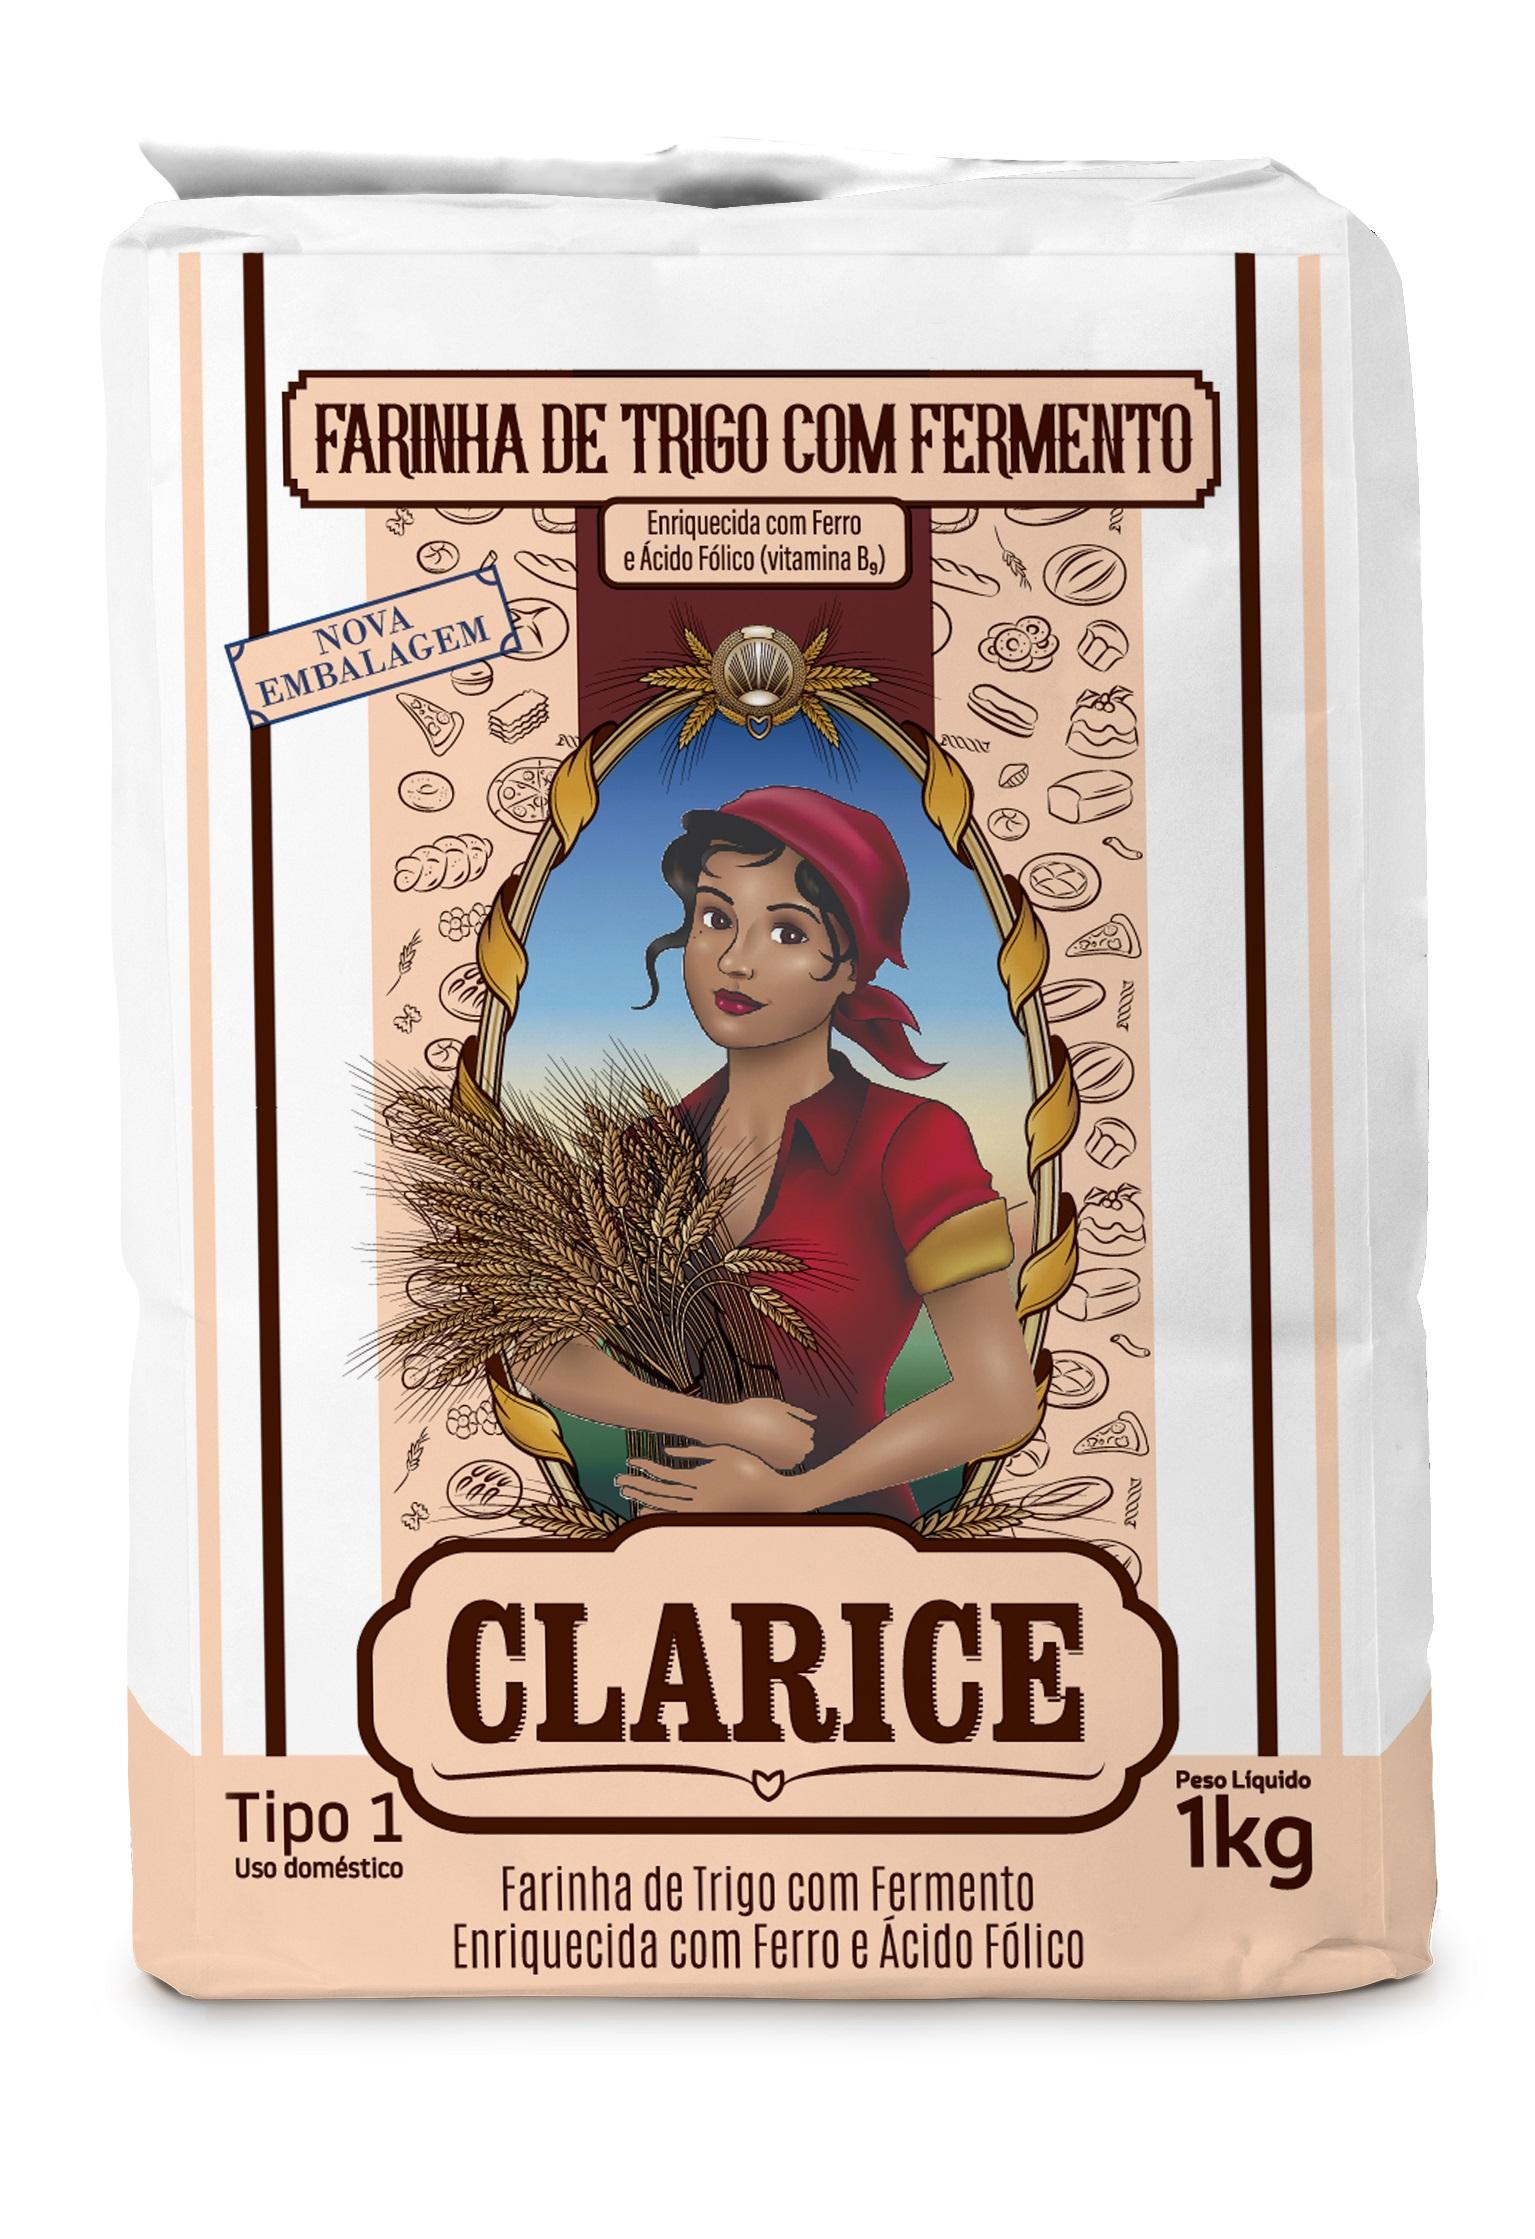 FARINHA DE TRIGO COM FERMENTO
Enriquecida com Ferro
e Ácido Fólico (vitamina B₉)
NOVA
EMBALAGEM
CLARICE
Tipo 1
Uso doméstico
Peso Líquido
1kg
Farinha de Trigo com Fermento
Enriquecida com Ferro e Ácido Fólico